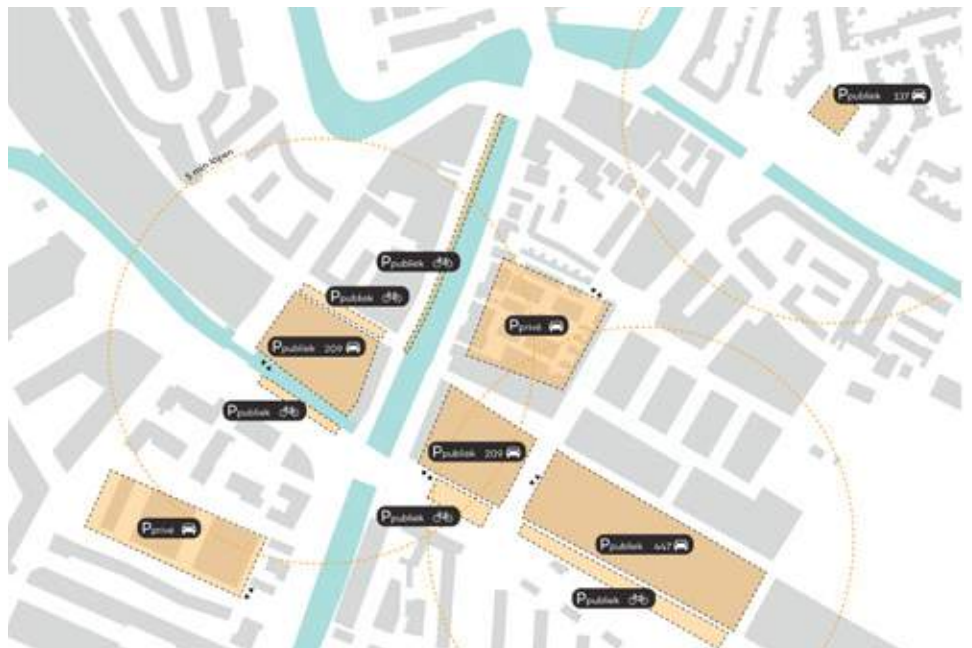 Ppubliek 137
5 min lopen
Ppubliek
Ppubliek
Pprivé
Ppubliek 209
Ppubliek
Ppubliek 209
Ppubliek
Pprivé
Ppubliek 447
Ppubliek